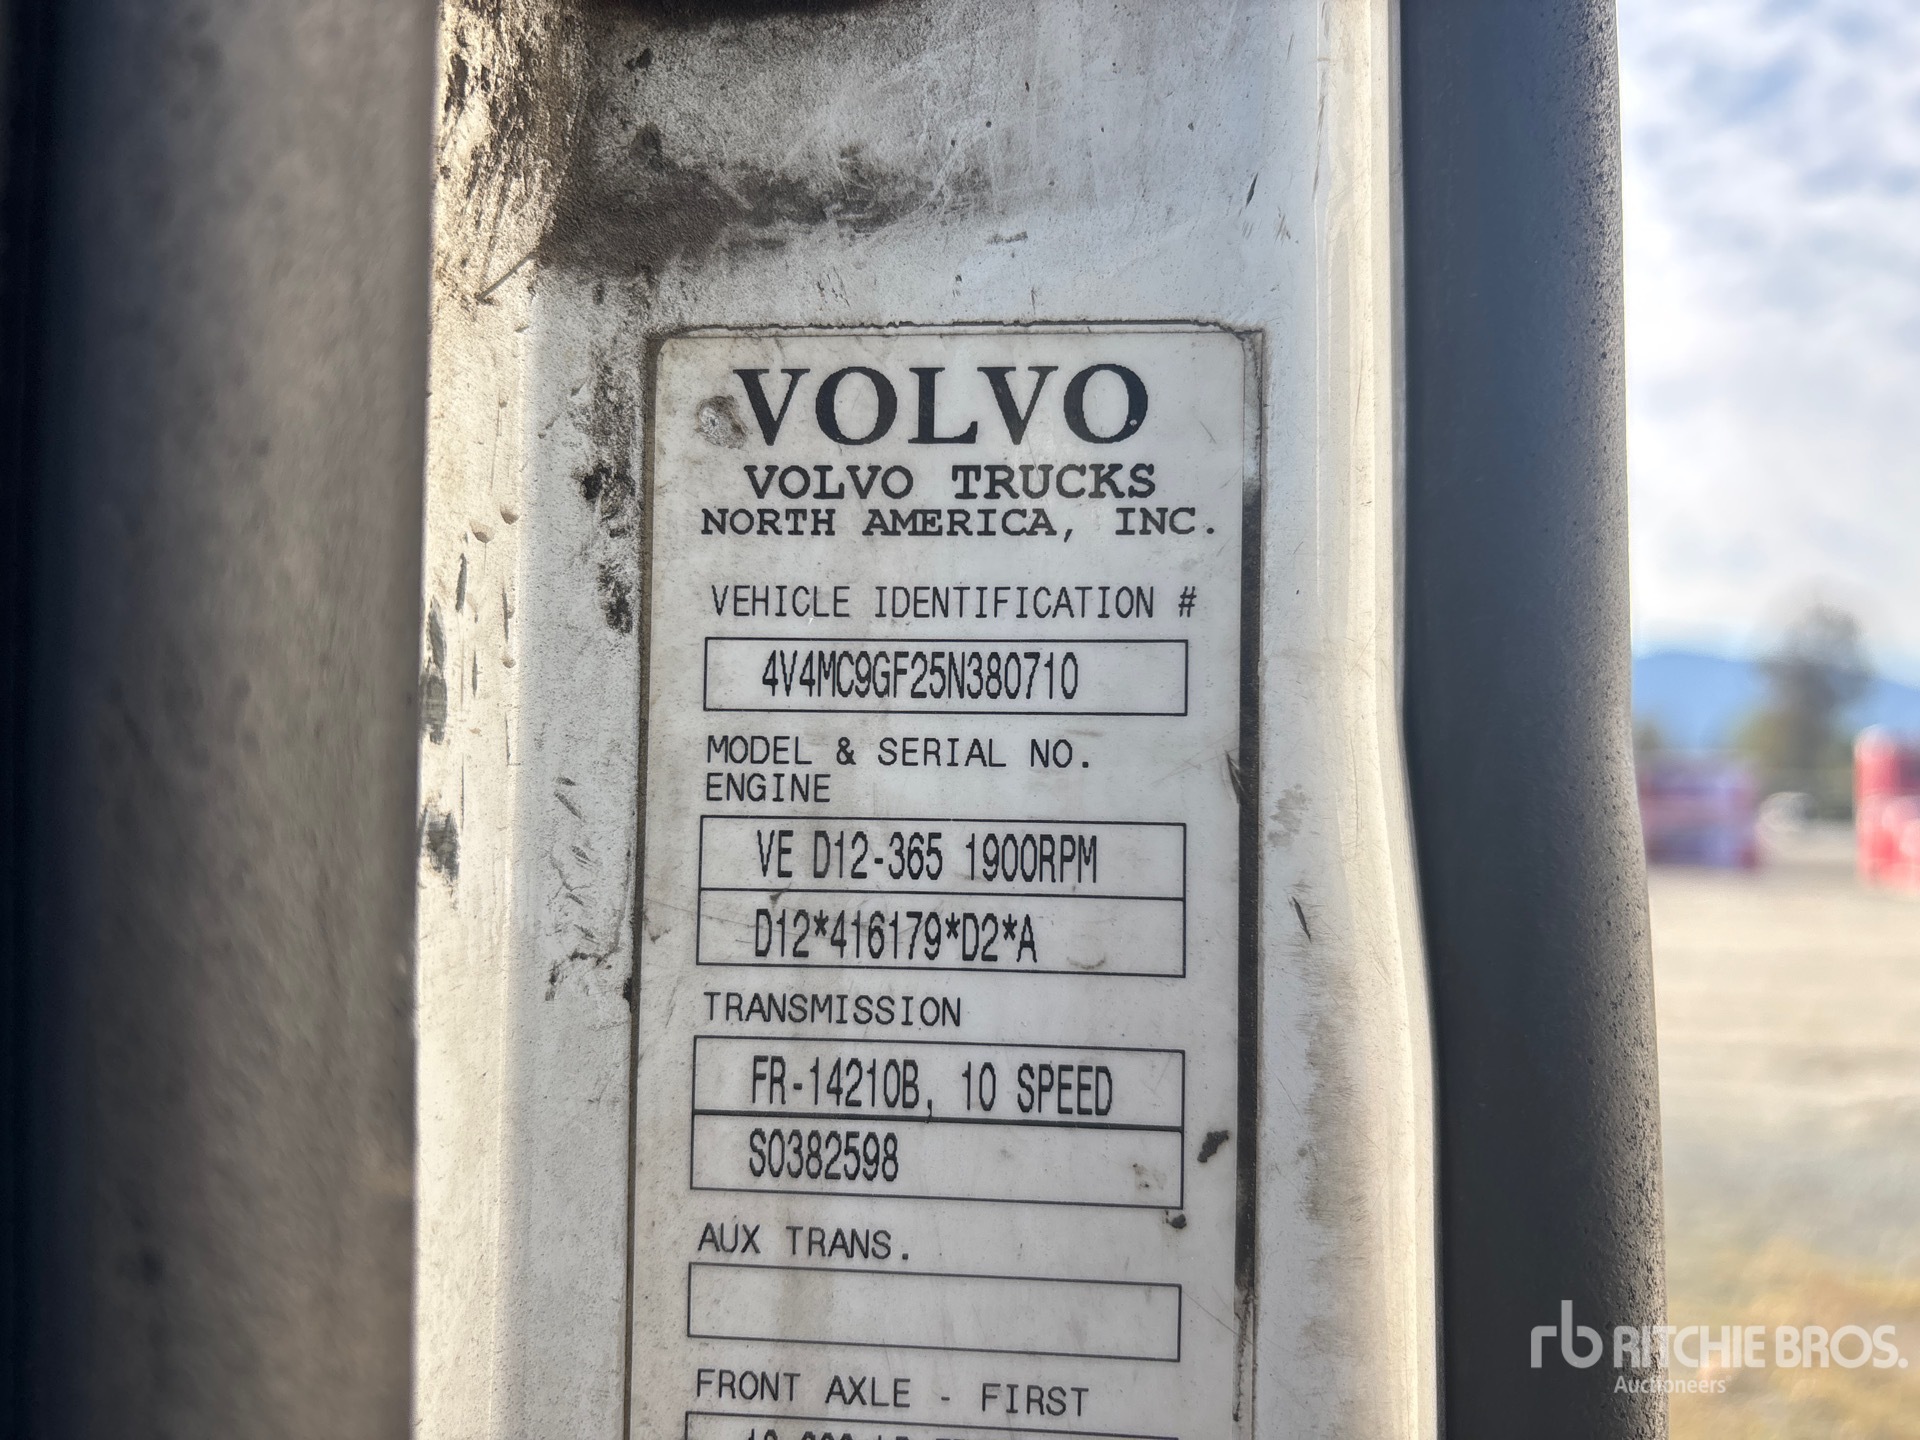 VOLVO
VOLVO TRUCKS
NORTH AMERICA, INC.
VEHICLE IDENTIFICATION #
4V4MC9GF25N380710
MODEL & SERIAL NO.
ENGINE
VE D12-365 1900RPM
D12*416179*D2*A
TRANSMISSION
FR-14210B, 10 SPEED
S0382598
AUX TRANS.
FRONT AXLE - FIRST
rb RITCHIE BROS.
Auctioneers